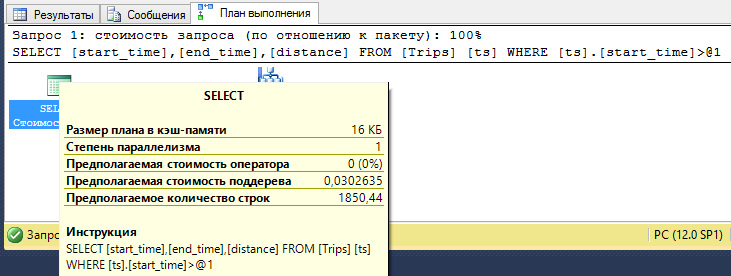 Результаты Сообщения План выполнения
Запрос 1: стоимость запроса (по отношению к пакету): 100%
SELECT [start_time],[end_time],[distance] FROM [Trips] [ts] WHERE [ts].[start_time]>@1
SELECT
Размер плана в кэш-памяти 16 КБ
Степень параллелизма 1
Предполагаемая стоимость оператора 0 (0%)
Предполагаемая стоимость поддерева 0,0302635
Предполагаемое количество строк 1850,44
Инструкция
SELECT [start_time],[end_time],[distance] FROM [Trips] [ts]
WHERE [ts].[start_time]>@1
PC (12.0 SP1)